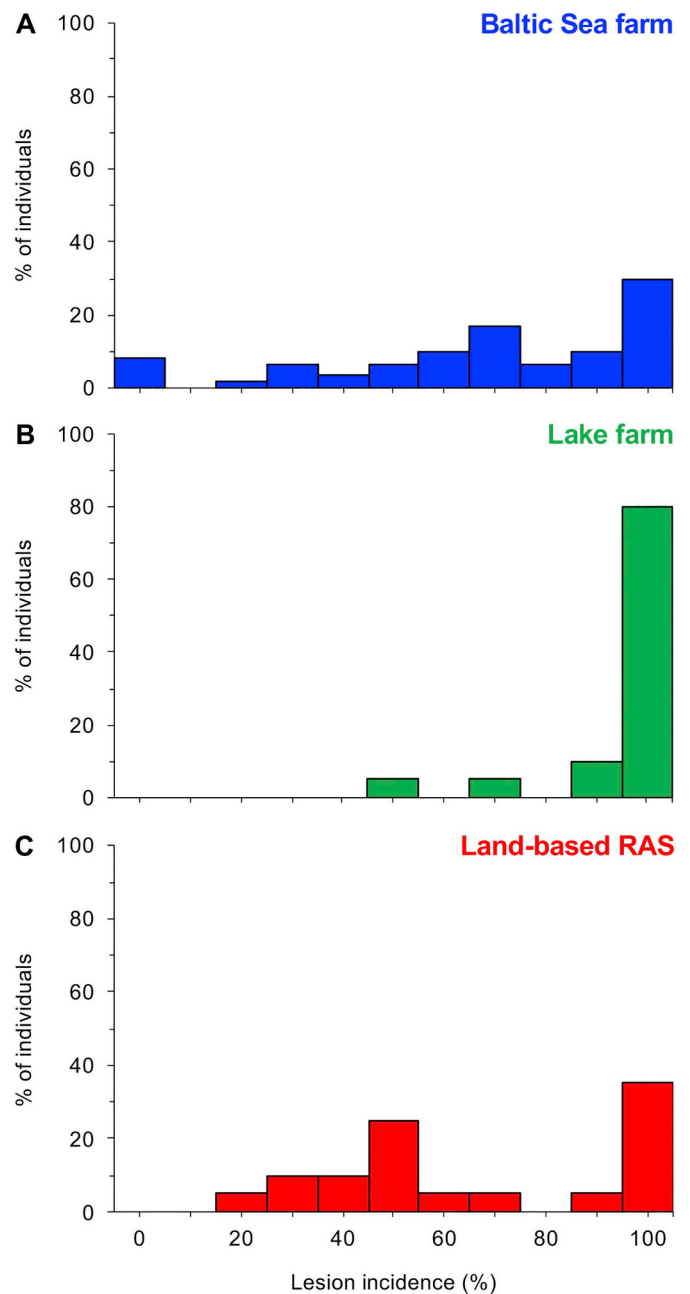 A
Baltic Sea farm
100
80
60
40
20
0
% of individuals
B
Lake farm
100
80
60
40
20
0
% of individuals
C
Land-based RAS
100
80
60
40
20
0
% of individuals
0 20 40 60 80 100
Lesion incidence (%)